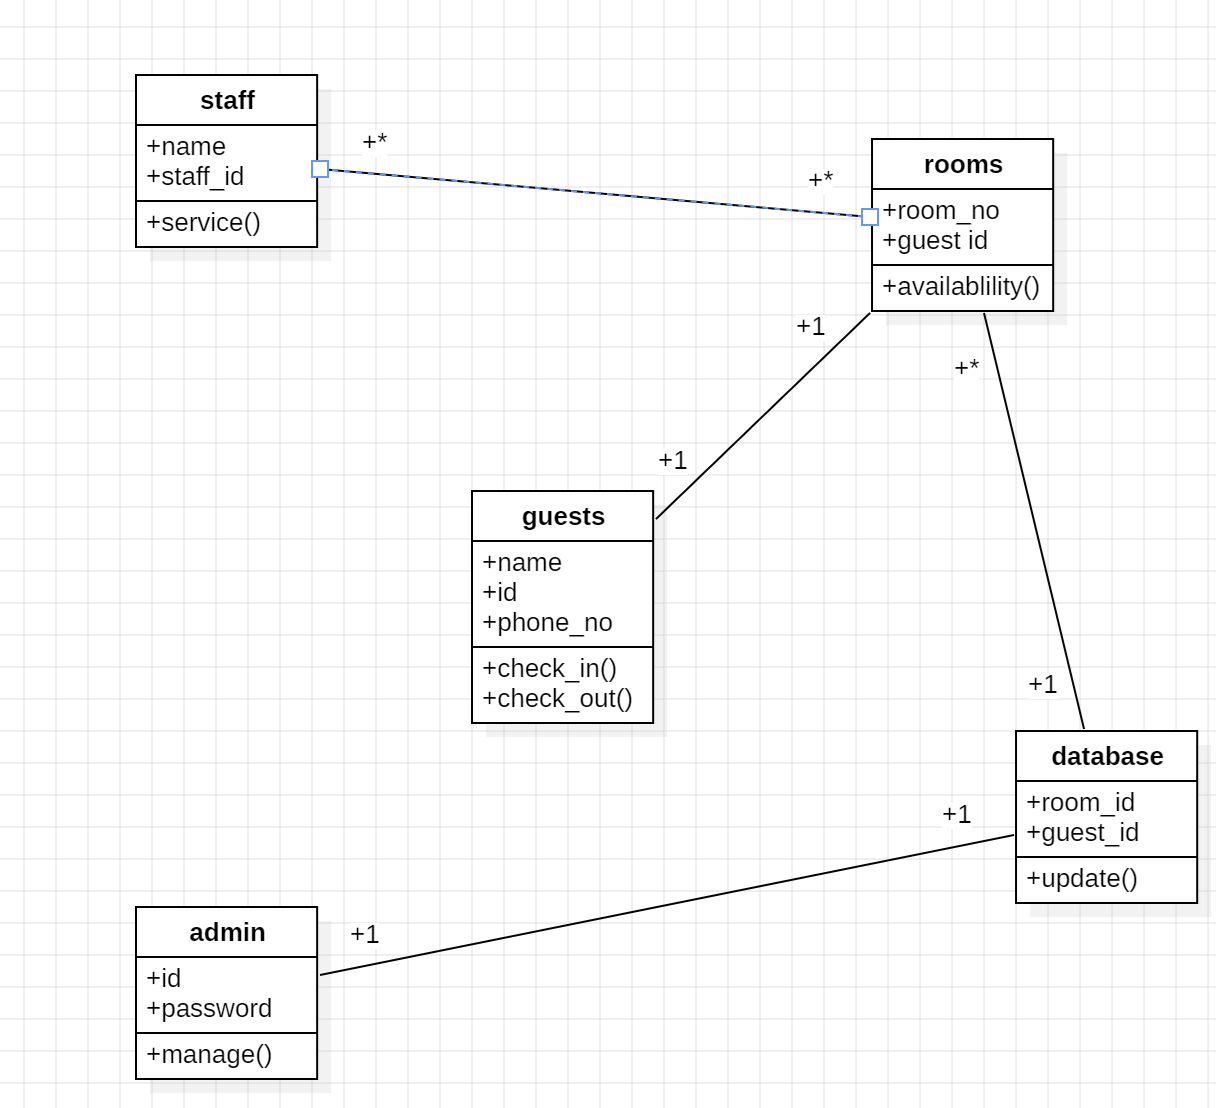 staff
+name
+staff_id
+service()
+*
+*
rooms
+room_no
+guest id
+availablility()
+1
+*
+1
guests
+name
+id
+phone_no
+check_in()
+check_out()
+1
database
+room_id
+guest_id
+update()
+1
+1
admin
+id
+password
+manage()